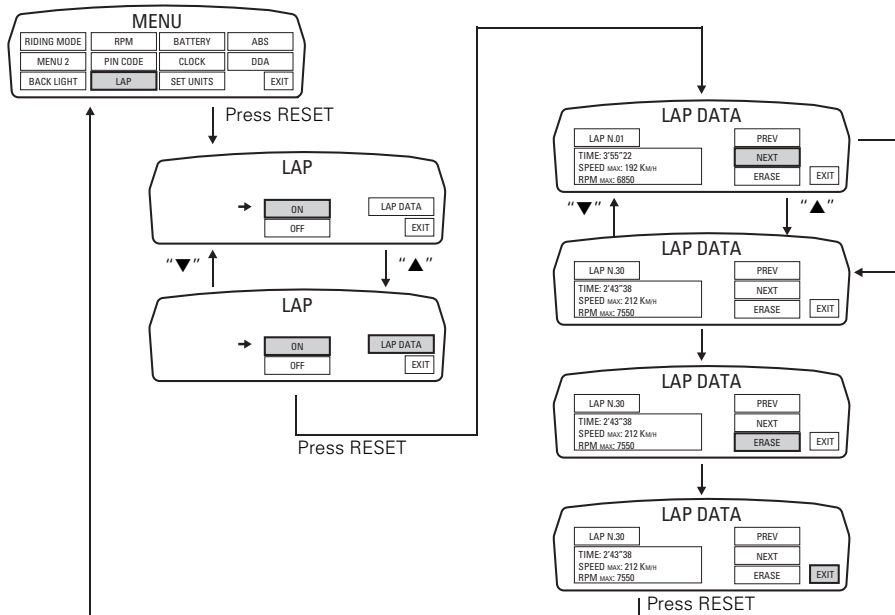 MENU
RIDING MODE RPM BATTERY ABS
MENU 2 PIN CODE CLOCK DDA
BACK LIGHT LAP SET UNITS EXIT
Press RESET
LAP
ON LAP DATA
OFF EXIT
"▼" "▲"
LAP
ON LAP DATA
OFF EXIT
Press RESET
LAP DATA
LAP N.01 PREV
TIME: 3'55"22 NEXT
SPEED MAX: 192 KM/H
RPM MAX: 6850 ERASE EXIT
"▼" "▲"
LAP DATA
LAP N.30 PREV
TIME: 2'43"38 NEXT
SPEED MAX: 212 KM/H
RPM MAX: 7550 ERASE EXIT
LAP DATA
LAP N.30 PREV
TIME: 2'43"38 NEXT
SPEED MAX: 212 KM/H
RPM MAX: 7550 ERASE EXIT
LAP DATA
LAP N.30 PREV
TIME: 2'43"38 NEXT
SPEED MAX: 212 KM/H
RPM MAX: 7550 ERASE EXIT
Press RESET